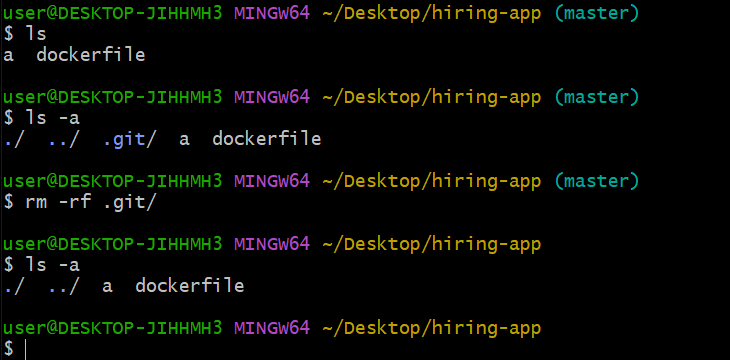 user@DESKTOP-JIHHMH3 MINGW64 ~/Desktop/hiring-app (master)
$ ls
a  dockerfile
user@DESKTOP-JIHHMH3 MINGW64 ~/Desktop/hiring-app (master)
$ ls -a
./  ../  .git/  a  dockerfile
user@DESKTOP-JIHHMH3 MINGW64 ~/Desktop/hiring-app (master)
$ rm -rf .git/
user@DESKTOP-JIHHMH3 MINGW64 ~/Desktop/hiring-app
$ ls -a
./  ../  a  dockerfile
user@DESKTOP-JIHHMH3 MINGW64 ~/Desktop/hiring-app
$